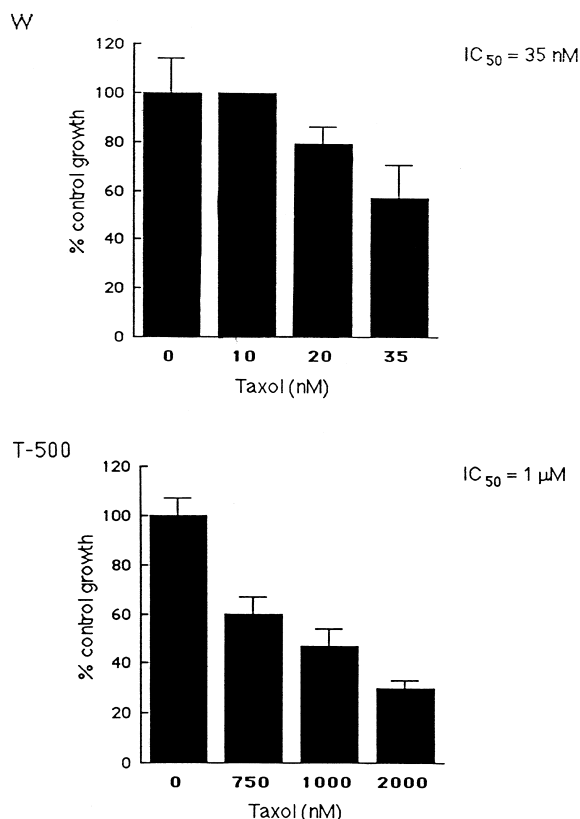 W
IC50 = 35 nM
120
100
80
60
40
20
0
% control growth
0 10 20 35
Taxol (nM)
T-500
IC50 = 1 µM
120
100
80
60
40
20
0
% control growth
0 750 1000 2000
Taxol (nM)